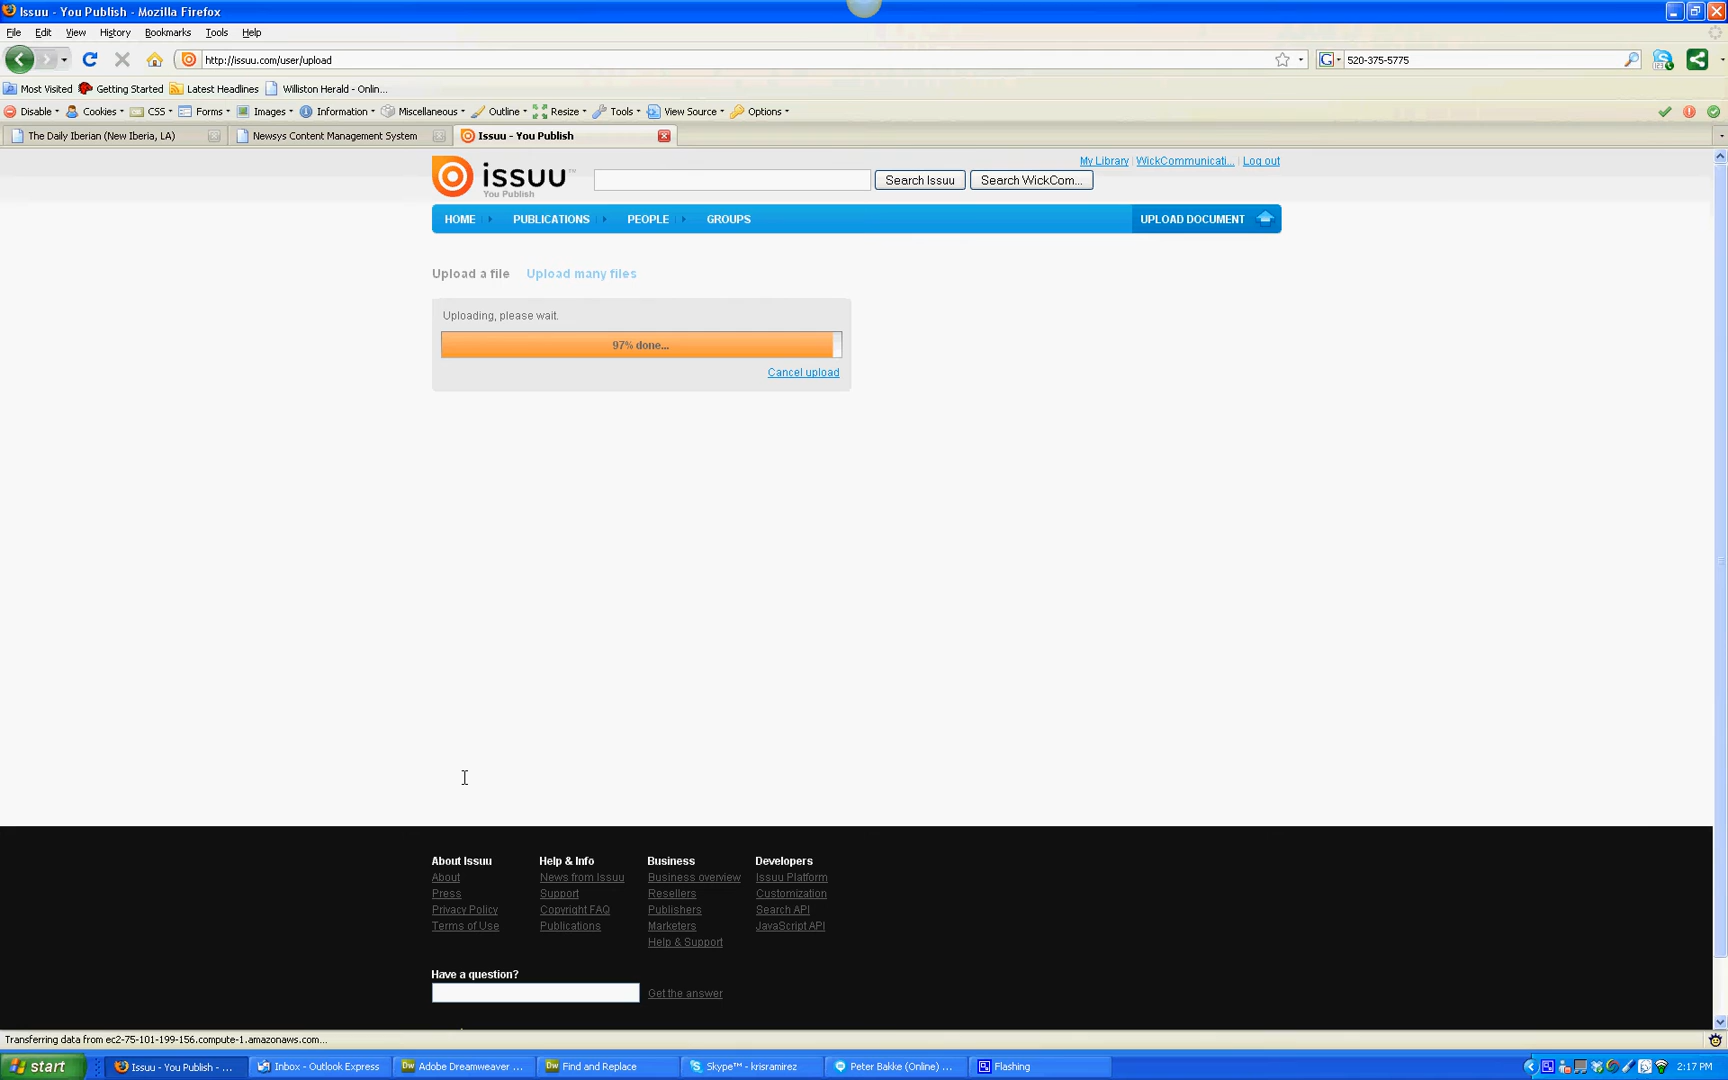 Issuu - You Publish - Mozilla Firefox
File Edit View History Bookmarks Tools Help
http://issuu.com/user/upload
520-375-5775
Most Visited Getting Started Latest Headlines Williston Herald - Onlin...
Disable Cookies CSS Forms Images Information Miscellaneous Outline Resize Tools View Source Options
The Daily Iberian (New Iberia, LA) Newsys Content Management System Issuu - You Publish
My Library WickCommunicati... Log out
issuu
You Publish
Search Issuu Search WickCom...
HOME PUBLICATIONS PEOPLE GROUPS UPLOAD DOCUMENT
Upload a file Upload many files
Uploading, please wait.
97% done...
Cancel upload
About Issuu Help & Info Business Developers
About News from Issuu Business overview Issuu Platform
Press Support Resellers Customization
Privacy Policy Copyright FAQ Publishers Search API
Terms of Use Publications Marketers JavaScript API
Help & Support
Have a question?
Get the answer
Transferring data from ec2-75-101-199-156.compute-1.amazonaws.com...
start Issuu - You Publish - ... Inbox - Outlook Express Adobe Dreamweaver ... Find and Replace Skype™ - krisramirez Peter Bakke (Online) ... Flashing 2:17 PM